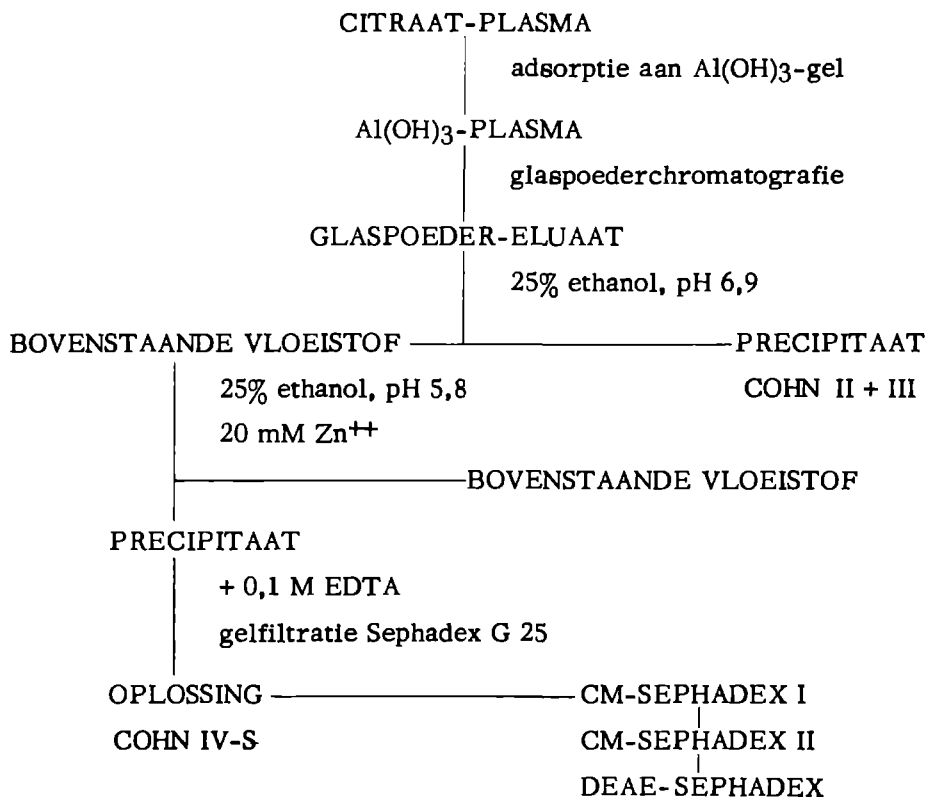 CITRAAT-PLASMA
adsorptie aan Al(OH)3-gel
Al(OH)3-PLASMA
glaspoederchromatografie
GLASPOEDER-ELUAAT
25% ethanol, pH 6,9
BOVENSTAANDE VLOEISTOF
PRECIPITAAT
25% ethanol, pH 5,8
COHN II + III
20 mM Zn++
BOVENSTAANDE VLOEISTOF
PRECIPITAAT
+ 0,1 M EDTA
gelfiltratie Sephadex G 25
OPLOSSING
CM-SEPHADEX I
COHN IV-S
CM-SEPHADEX II
DEAE-SEPHADEX